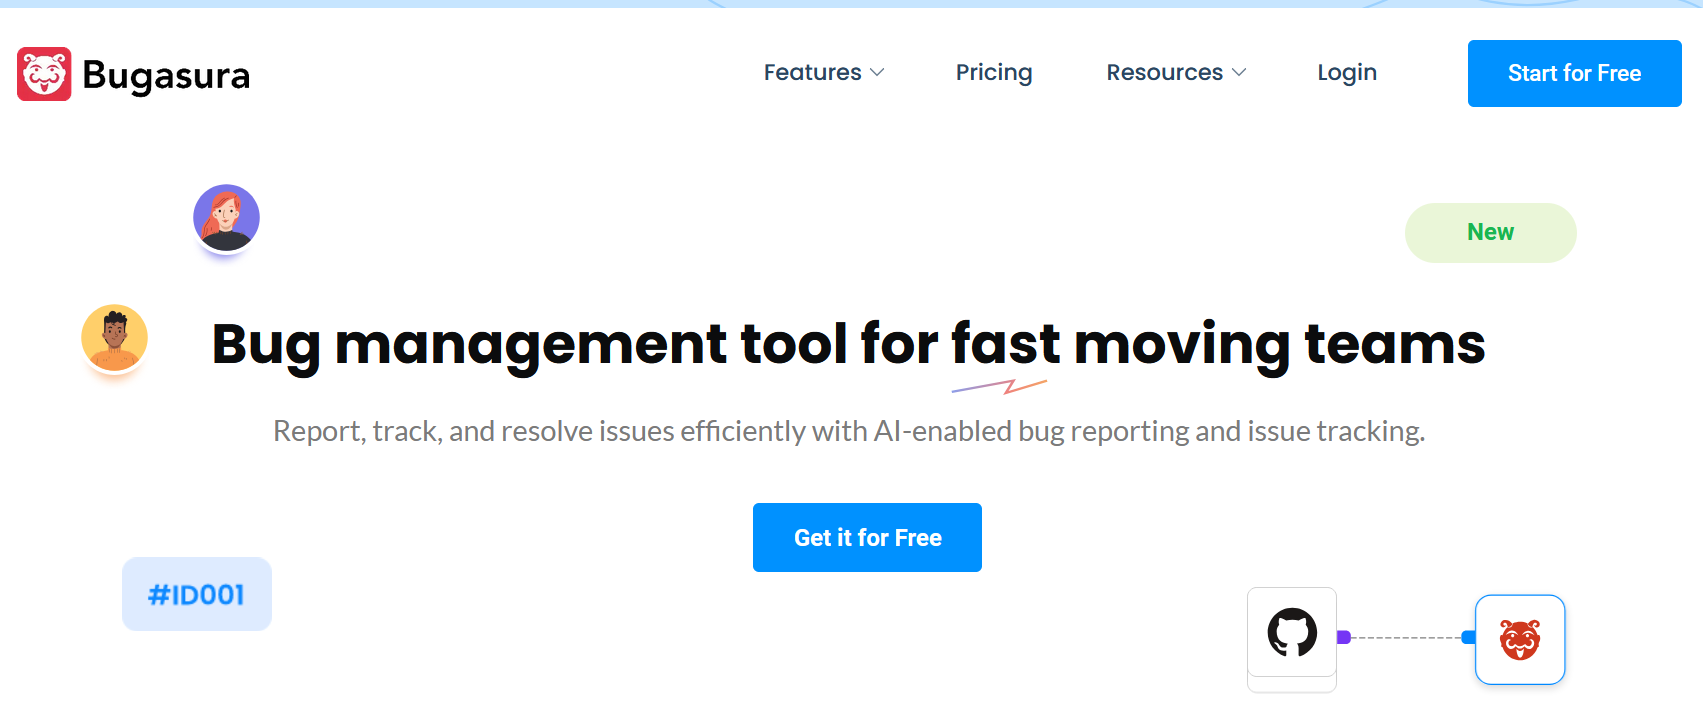 Bugasura
Features
Pricing
Resources
Login
Start for Free
New
Bug management tool for fast moving teams
Report, track, and resolve issues efficiently with AI-enabled bug reporting and issue tracking.
Get it for Free
#ID001